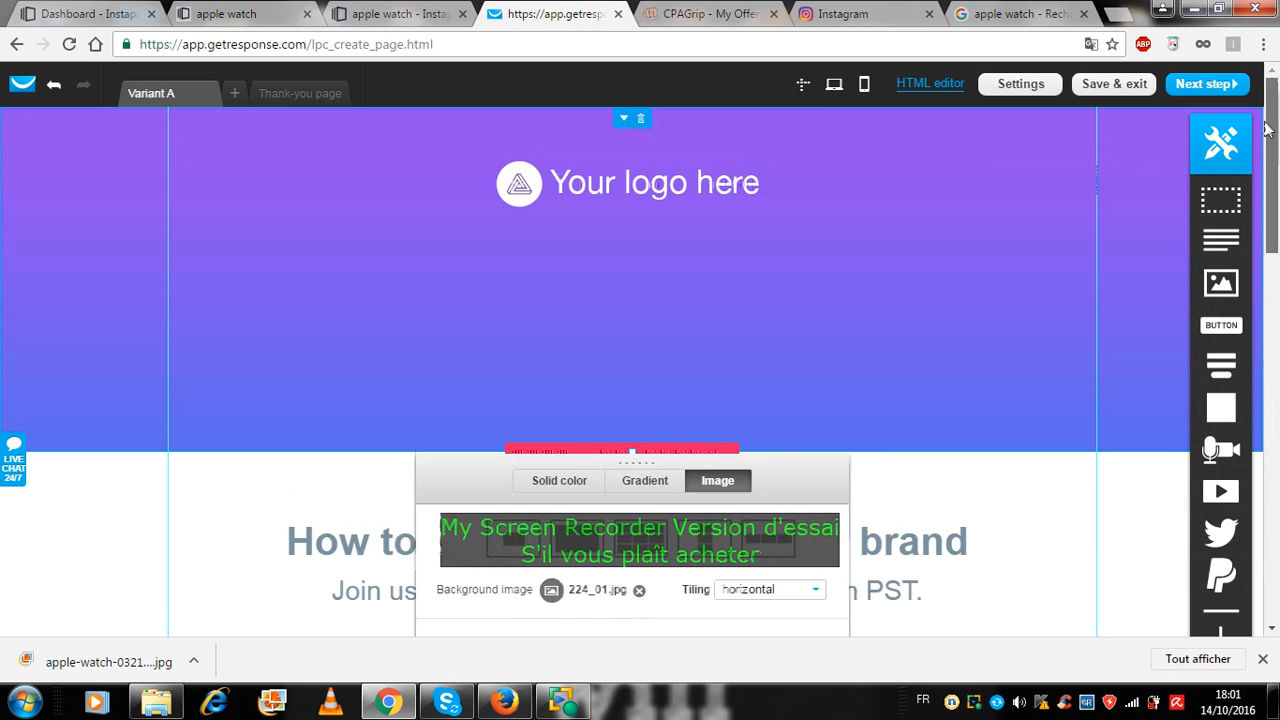 Dashboard - Instap
apple watch
apple watch - Insta
https://app.getrespo
CPAGrip - My Offer
Instagram
apple watch - Rech
https://app.getresponse.com/lpc_create_page.html
ABP
Variant A
Thank-you page
HTML editor
Settings
Save & exit
Next step
Your logo here
BUTTON
LIVE
CHAT
24/7
Solid color
Gradient
Image
My Screen Recorder Version d'essai
S'il vous plaît acheter
How to
brand
Join us
m PST.
Background image
224_01.jpg
Tiling
horizontal
apple-watch-0321....jpg
Tout afficher
FR
18:01
14/10/2016